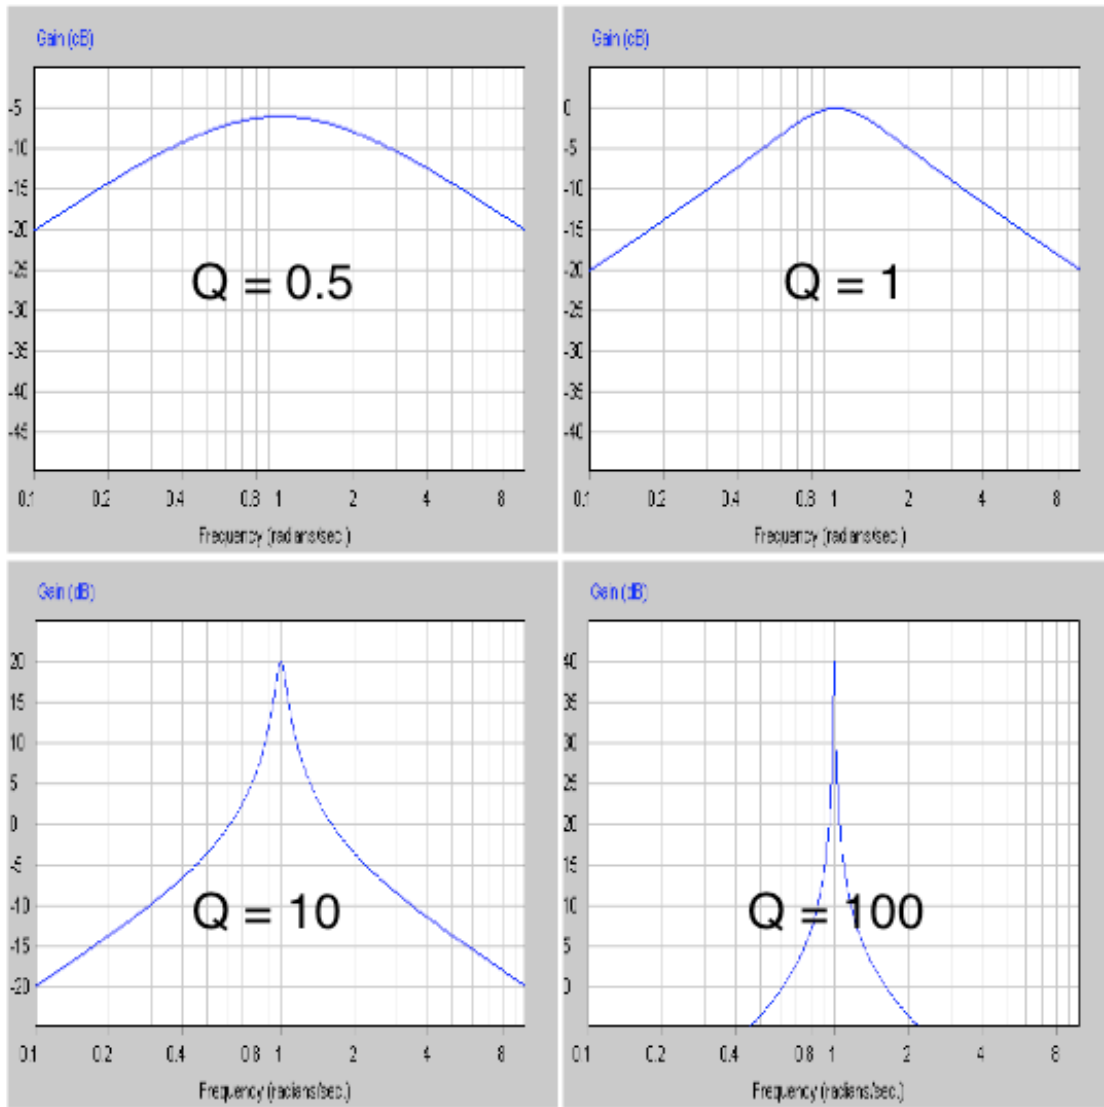 Gain (dB)
-5
-10
-15
-20
-25
-30
-35
-40
-45
Q = 0.5
0.1 0.2 0.4 0.8 1 2 4 8
Frequency (radians/sec.)
Gain (dB)
0
-5
-10
-15
-20
-25
-30
-35
-40
Q = 1
0.1 0.2 0.4 0.8 1 2 4 8
Frequency (radians/sec.)
Gain (dB)
20
15
10
5
0
-5
-10
-15
-20
Q = 10
0.1 0.2 0.4 0.8 1 2 4 8
Frequency (radians/sec.)
Gain (dB)
40
35
30
25
20
15
10
5
0
Q = 100
0.1 0.2 0.4 0.8 1 2 4 8
Frequency (radians/sec.)